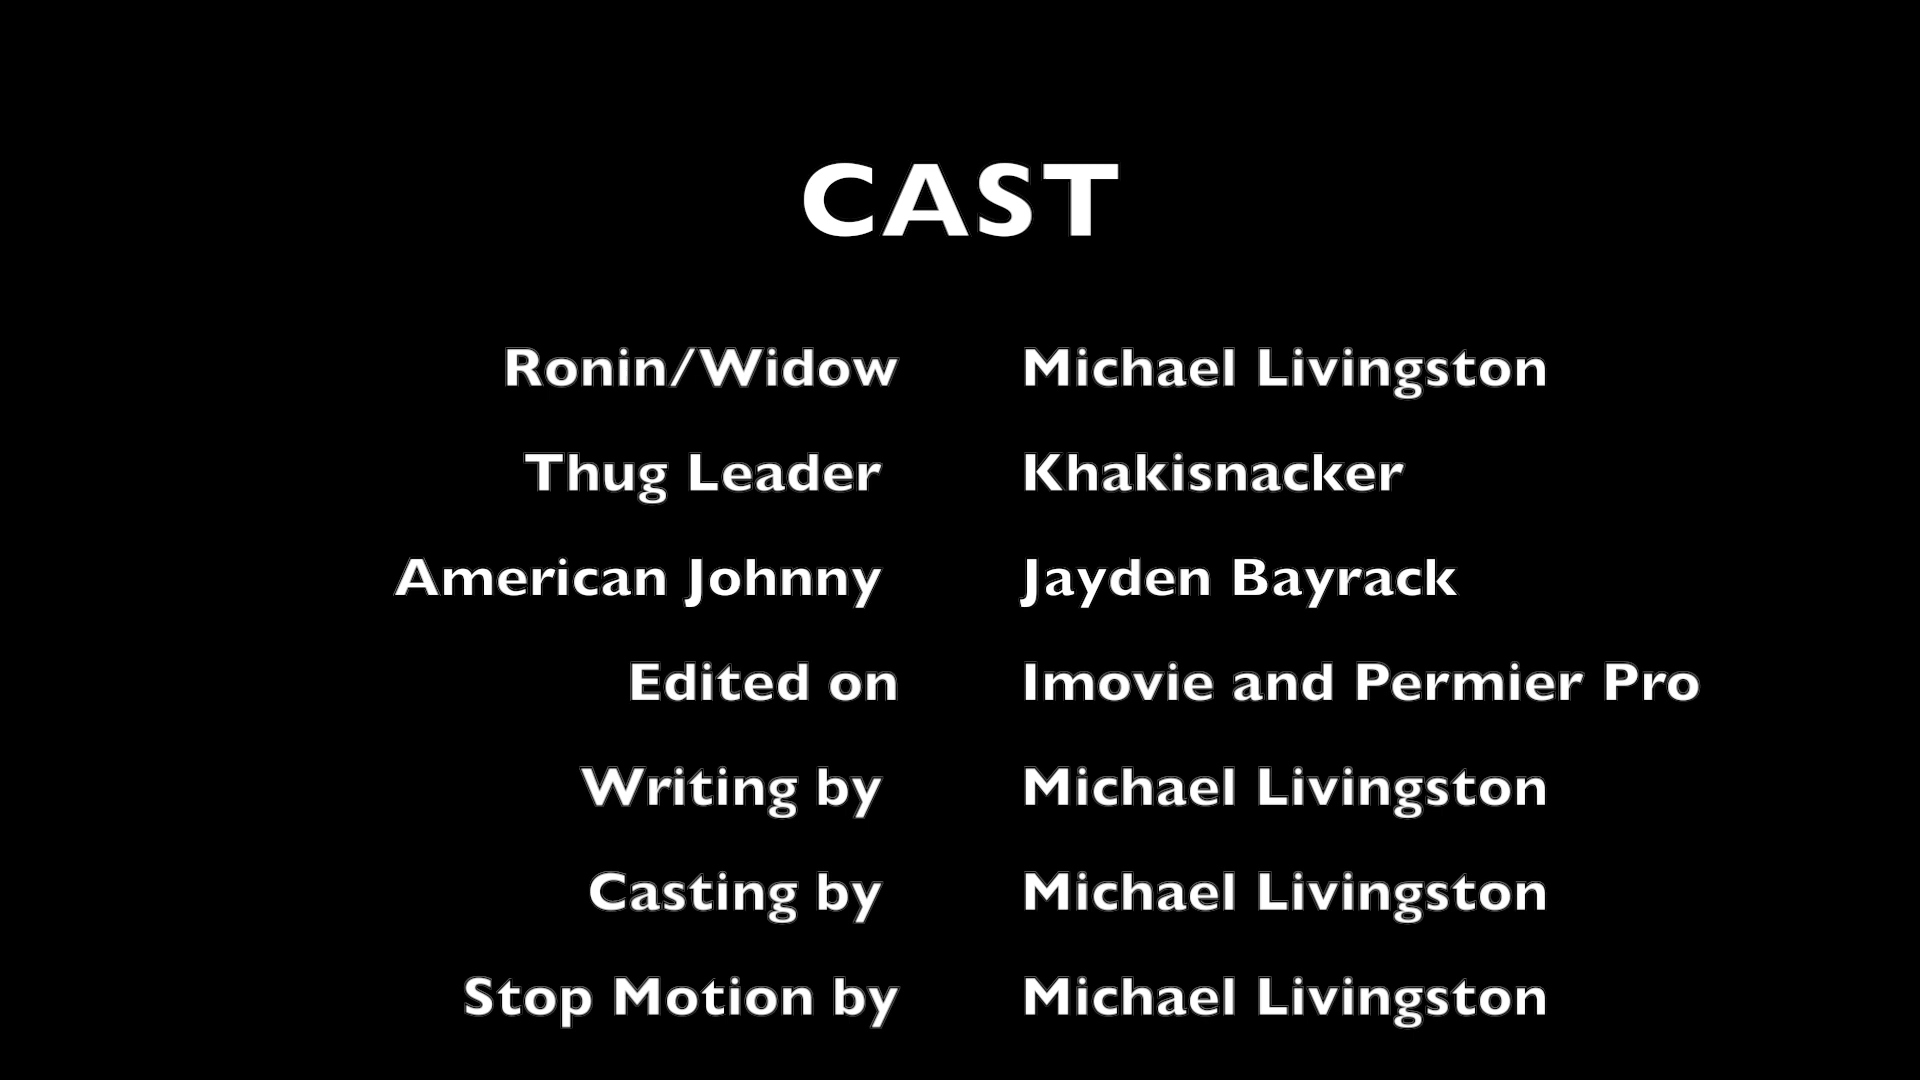 CAST
Ronin/Widow Michael Livingston
Thug Leader Khakisnacker
American Johnny Jayden Bayrack
Edited on Imovie and Permier Pro
Writing by Michael Livingston
Casting by Michael Livingston
Stop Motion by Michael Livingston